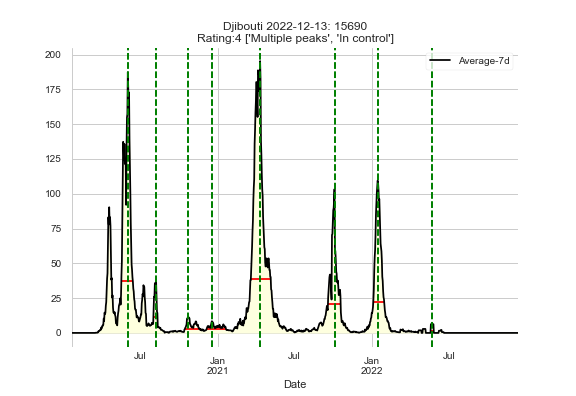 Djibouti 2022-12-13: 15690
Rating:4 ['Multiple peaks', 'In control']
Average-7d
200
175
150
125
100
75
50
25
0
Jul
Jan
2021
Jul
Jan
2022
Jul
Date